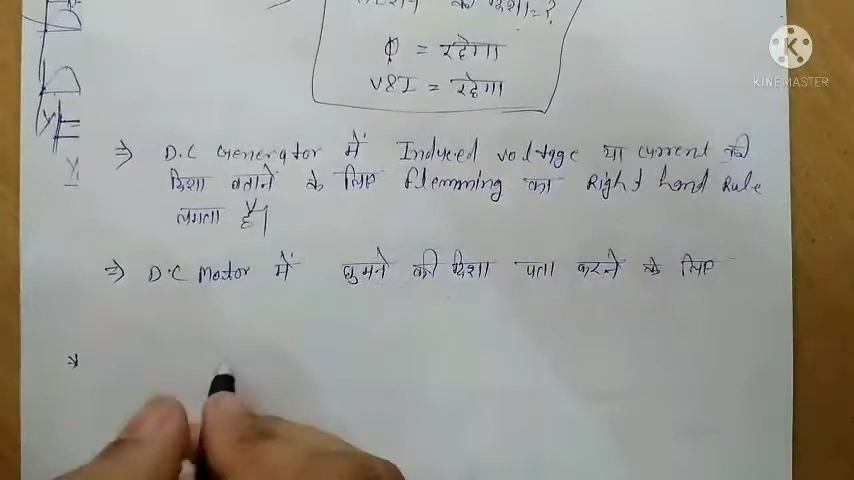 की दिशा=?
φ = रहेगा
V&I = रहेगा
KINEMASTER
⇒ D.C Generator में Induced voltage या current की
दिशा बताने के लिए Flemming का Right hand Rule
लगता है।
⇒ D.C Motor में घुमने की दिशा पता करने के लिए
*